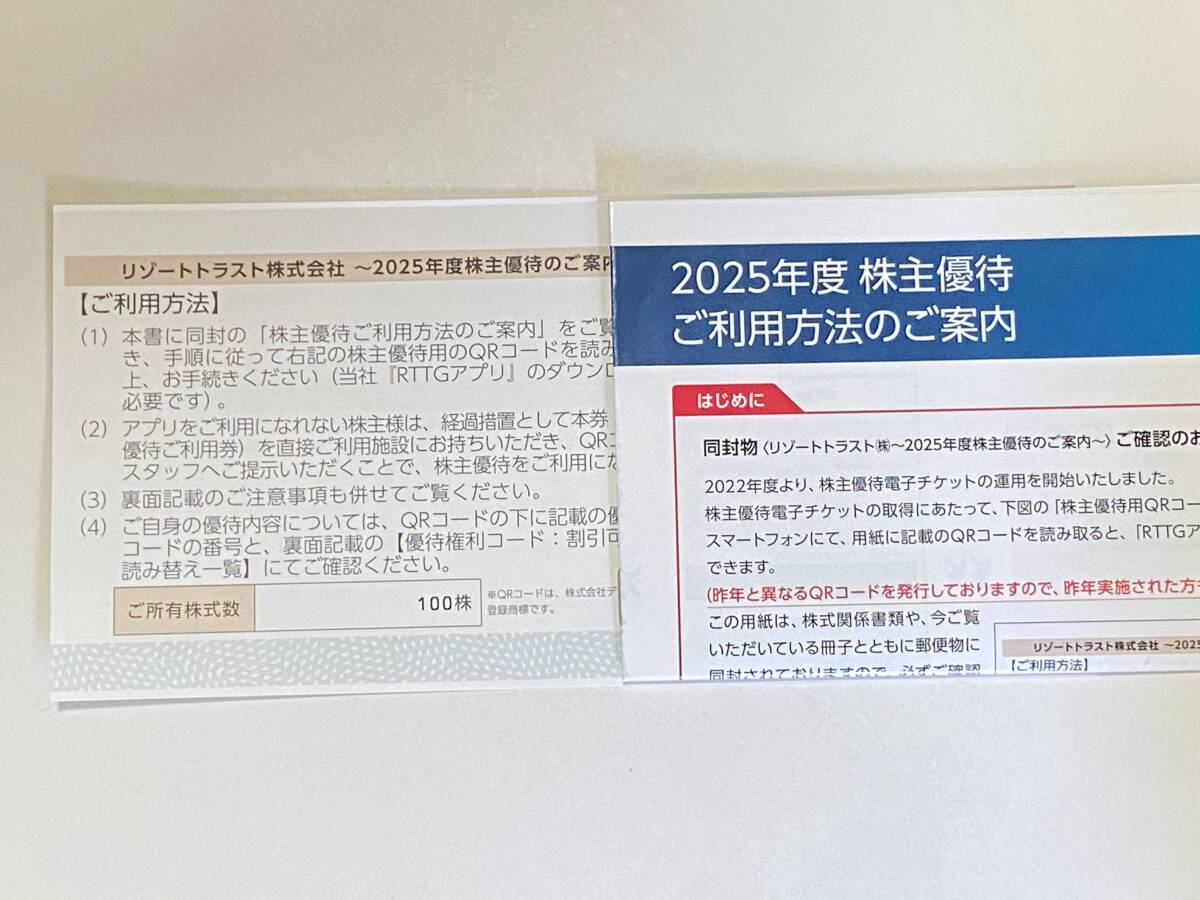 リゾートトラスト株式会社 ～2025年度株主優待のご案内
【ご利用方法】
(1) 本書に同封の「株主優待ご利用方法のご案内」をご覧
き、手順に従って右記の株主優待用のQRコードを読み
上、お手続きください（当社『RTTGアプリ』のダウンロ
必要です）。
(2) アプリをご利用になれない株主様は、経過措置として本券
優待ご利用券）を直接ご利用施設にお持ちいただき、QRコ
スタッフへご提示いただくことで、株主優待をご利用にな
(3) 裏面記載のご注意事項も併せてご覧ください。
(4) ご自身の優待内容については、QRコードの下に記載の優
コードの番号と、裏面記載の【優待権利コード：割引可
読み替え一覧】にてご確認ください。
ご所有株式数 100株
※QRコードは、株式会社デ
登録商標です。
2025年度 株主優待
ご利用方法のご案内
はじめに
同封物〈リゾートトラスト㈱～2025年度株主優待のご案内～〉ご確認のお
2022年度より、株主優待電子チケットの運用を開始いたしました。
株主優待電子チケットの取得にあたって、下図の「株主優待用QRコー
スマートフォンにて、用紙に記載のQRコードを読み取ると、「RTTGア
できます。
(昨年と異なるQRコードを発行しておりますので、昨年実施された方も
この用紙は、株式関係書類や、今ご覧
いただいている冊子とともに郵便物に
同封されておりますので、必ずご確認
リゾートトラスト株式会社 ～2025
【ご利用方法】